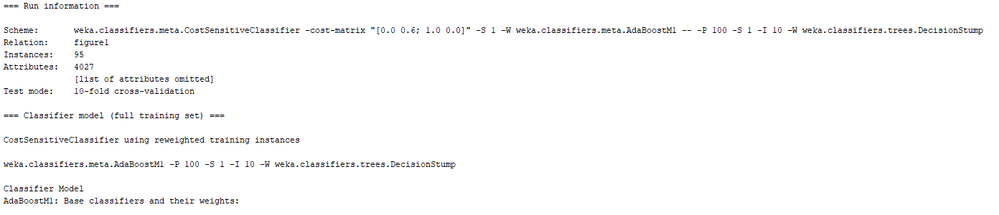 === Run information ===
Scheme: weka.classifiers.meta.CostSensitiveClassifier -cost-matrix "[0.0 0.6; 1.0 0.0]" -S 1 -W weka.classifiers.meta.AdaBoostM1 -- -P 100 -S 1 -I 10 -W weka.classifiers.trees.DecisionStump
Relation: figure1
Instances: 95
Attributes: 4027
[list of attributes omitted]
Test mode: 10-fold cross-validation
=== Classifier model (full training set) ===
CostSensitiveClassifier using reweighted training instances
weka.classifiers.meta.AdaBoostM1 -P 100 -S 1 -I 10 -W weka.classifiers.trees.DecisionStump
Classifier Model
AdaBoostM1: Base classifiers and their weights: